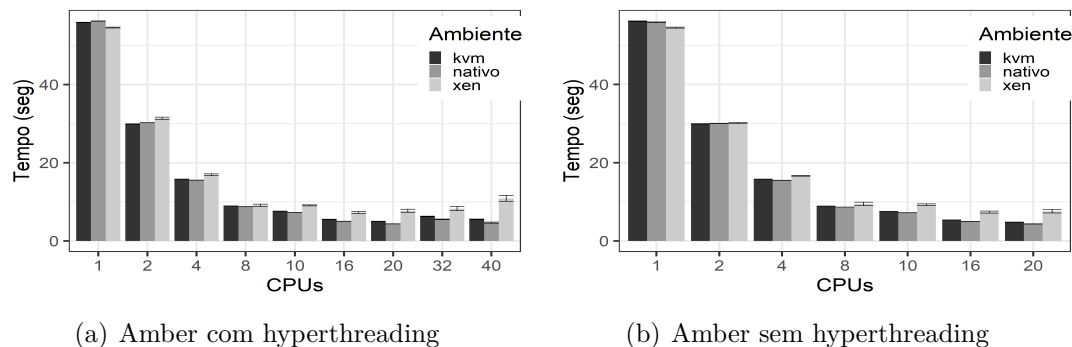 Tempo (seg)
40
20
0
Ambiente
kvm
nativo
xen
1 2 4 8 10 16 20 32 40
CPUs
(a) Amber com hyperthreading
Tempo (seg)
40
20
0
Ambiente
kvm
nativo
xen
1 2 4 8 10 16 20
CPUs
(b) Amber sem hyperthreading